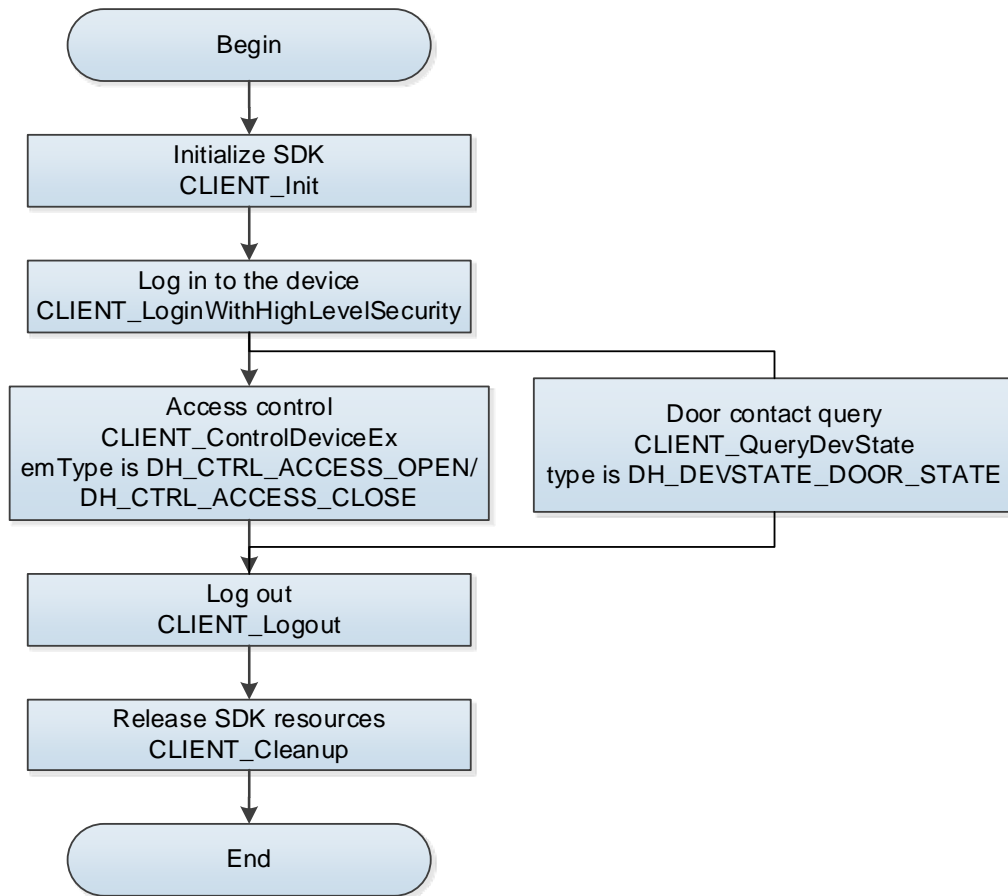 Begin
Initialize SDK
CLIENT_Init
Log in to the device
CLIENT_LoginWithHighLevelSecurity
Access control
CLIENT_ControlDeviceEx
emType is DH_CTRL_ACCESS_OPEN/
DH_CTRL_ACCESS_CLOSE
Door contact query
CLIENT_QueryDevState
type is DH_DEVSTATE_DOOR_STATE
Log out
CLIENT_Logout
Release SDK resources
CLIENT_Cleanup
End